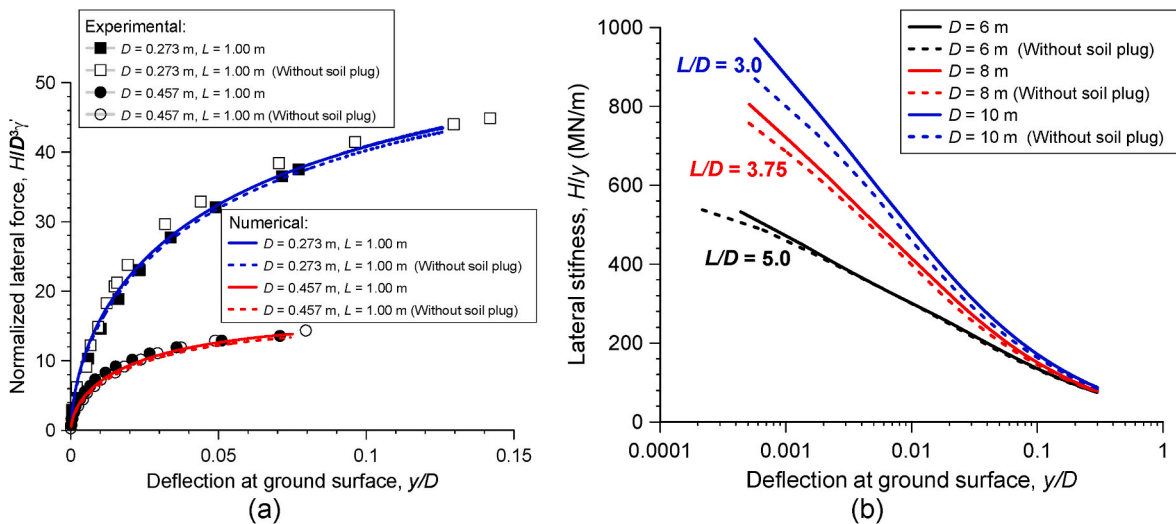 Experimental:
D = 0.273 m, L = 1.00 m
D = 0.273 m, L = 1.00 m (Without soil plug)
D = 0.457 m, L = 1.00 m
D = 0.457 m, L = 1.00 m (Without soil plug)
50
40
30
20
10
0
Normalized lateral force, H/D³γ'
Numerical:
D = 0.273 m, L = 1.00 m
D = 0.273 m, L = 1.00 m (Without soil plug)
D = 0.457 m, L = 1.00 m
D = 0.457 m, L = 1.00 m (Without soil plug)
0
0.05
0.1
0.15
Deflection at ground surface, y/D
(a)
D = 6 m
D = 6 m (Without soil plug)
D = 8 m
D = 8 m (Without soil plug)
D = 10 m
D = 10 m (Without soil plug)
1000
800
600
400
200
0
Lateral stifness, H/y (MN/m)
L/D = 3.0
L/D = 3.75
L/D = 5.0
0.0001
0.001
0.01
0.1
1
Deflection at ground surface, y/D
(b)